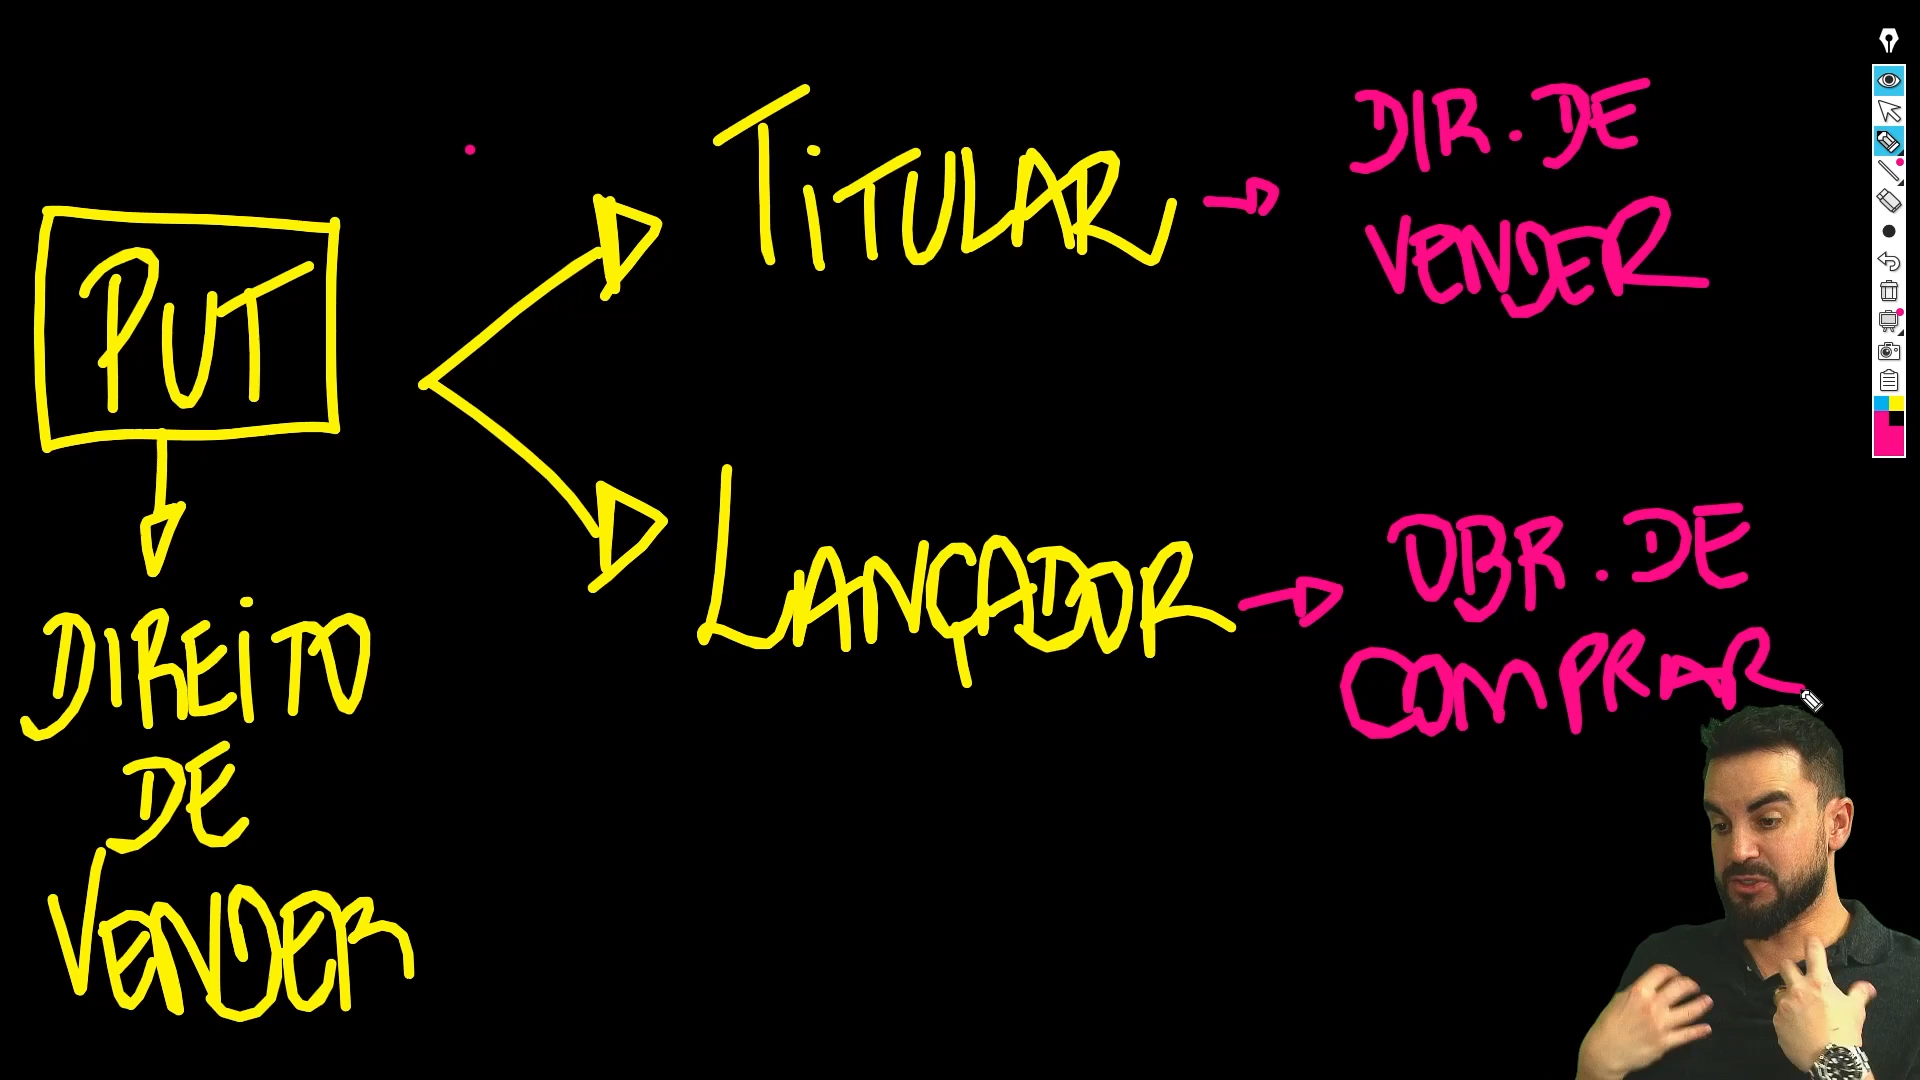 PUT
DIREITO
DE
VENDER
TiTULAR
DIR. DE
VENDER
LANÇADOR
OBR. DE
COMPRAR